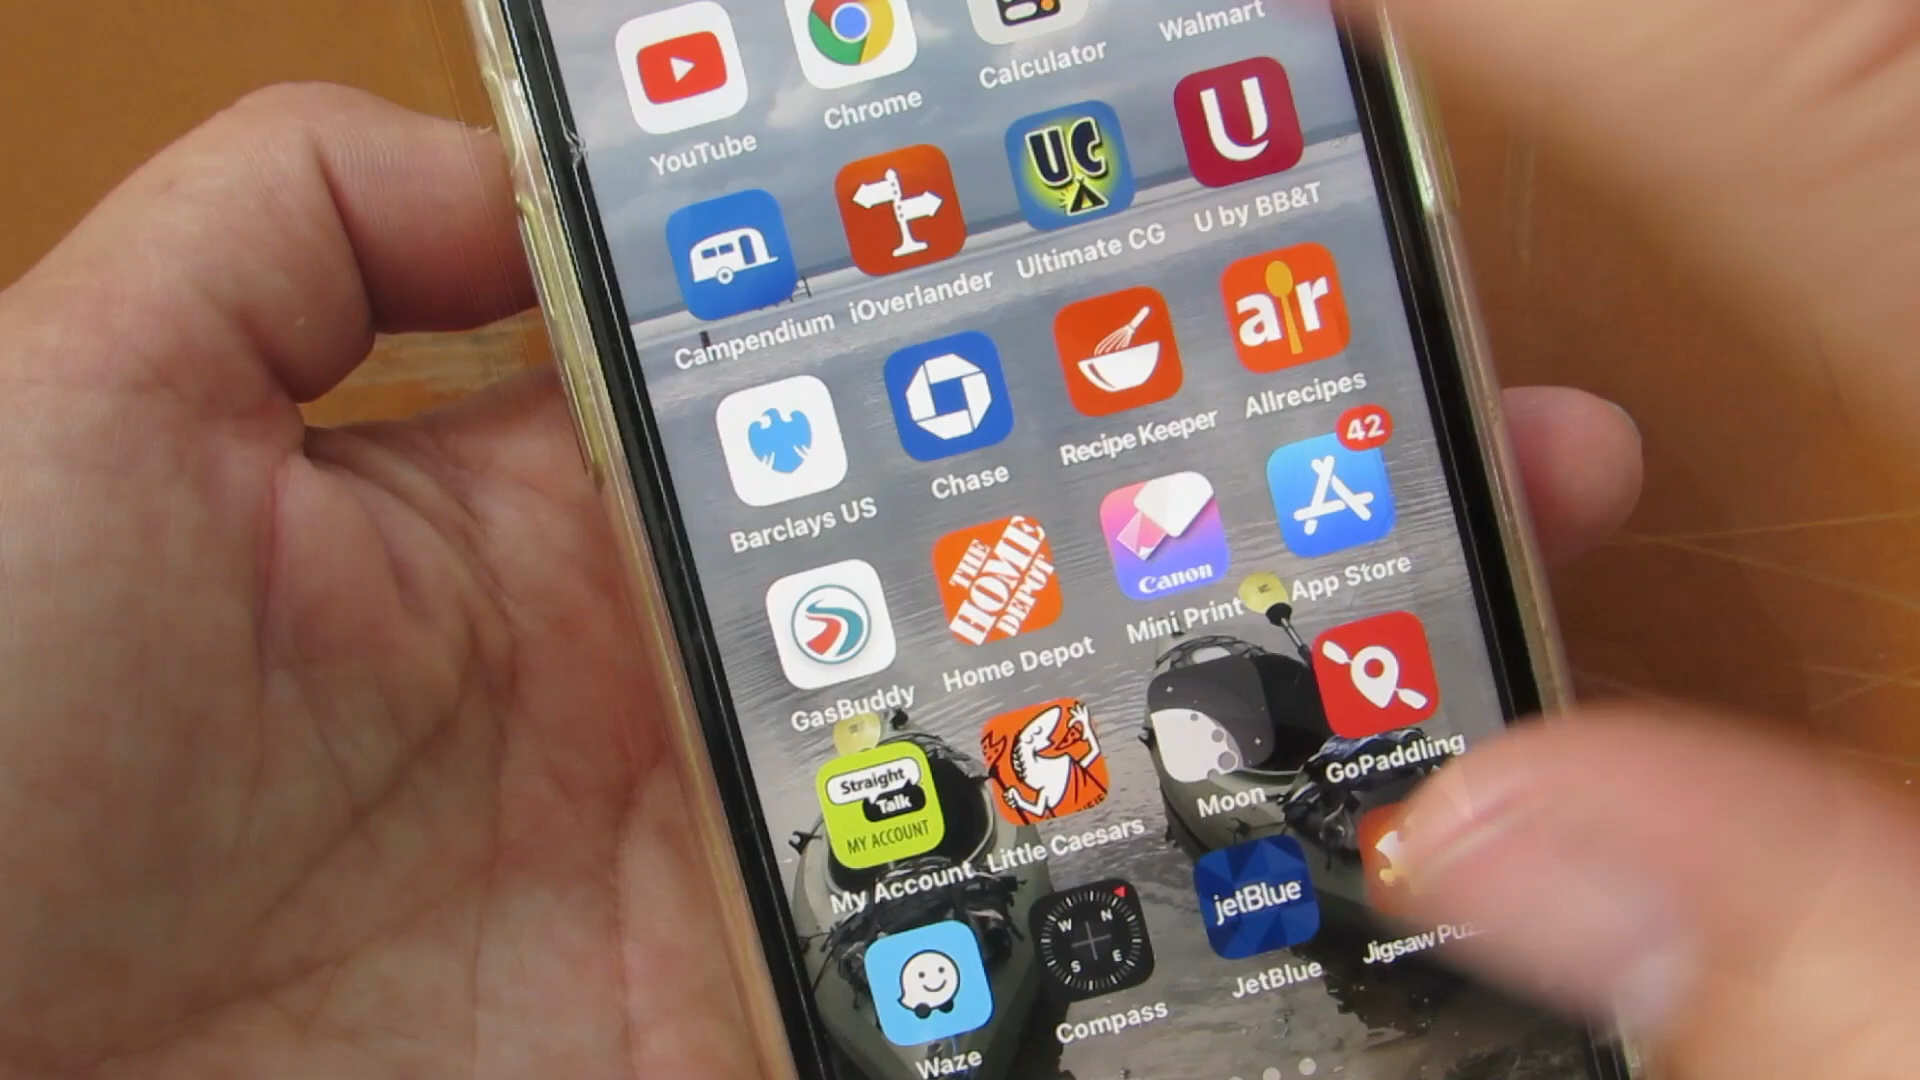 YouTube
Chrome
Calculator
Walmart
UC
U
Campendium
iOverlander
Ultimate CG
U by BB&T
ar
Barclays US
Chase
Recipe Keeper
Allrecipes
42
THE
HOME
DEPOT
Canon
GasBuddy
Home Depot
Mini Print
App Store
Straight
Talk
MY ACCOUNT
My Account
Little Caesars
Moon
GoPaddling
W
N
S
E
jetBlue
Waze
Compass
JetBlue
Jigsaw